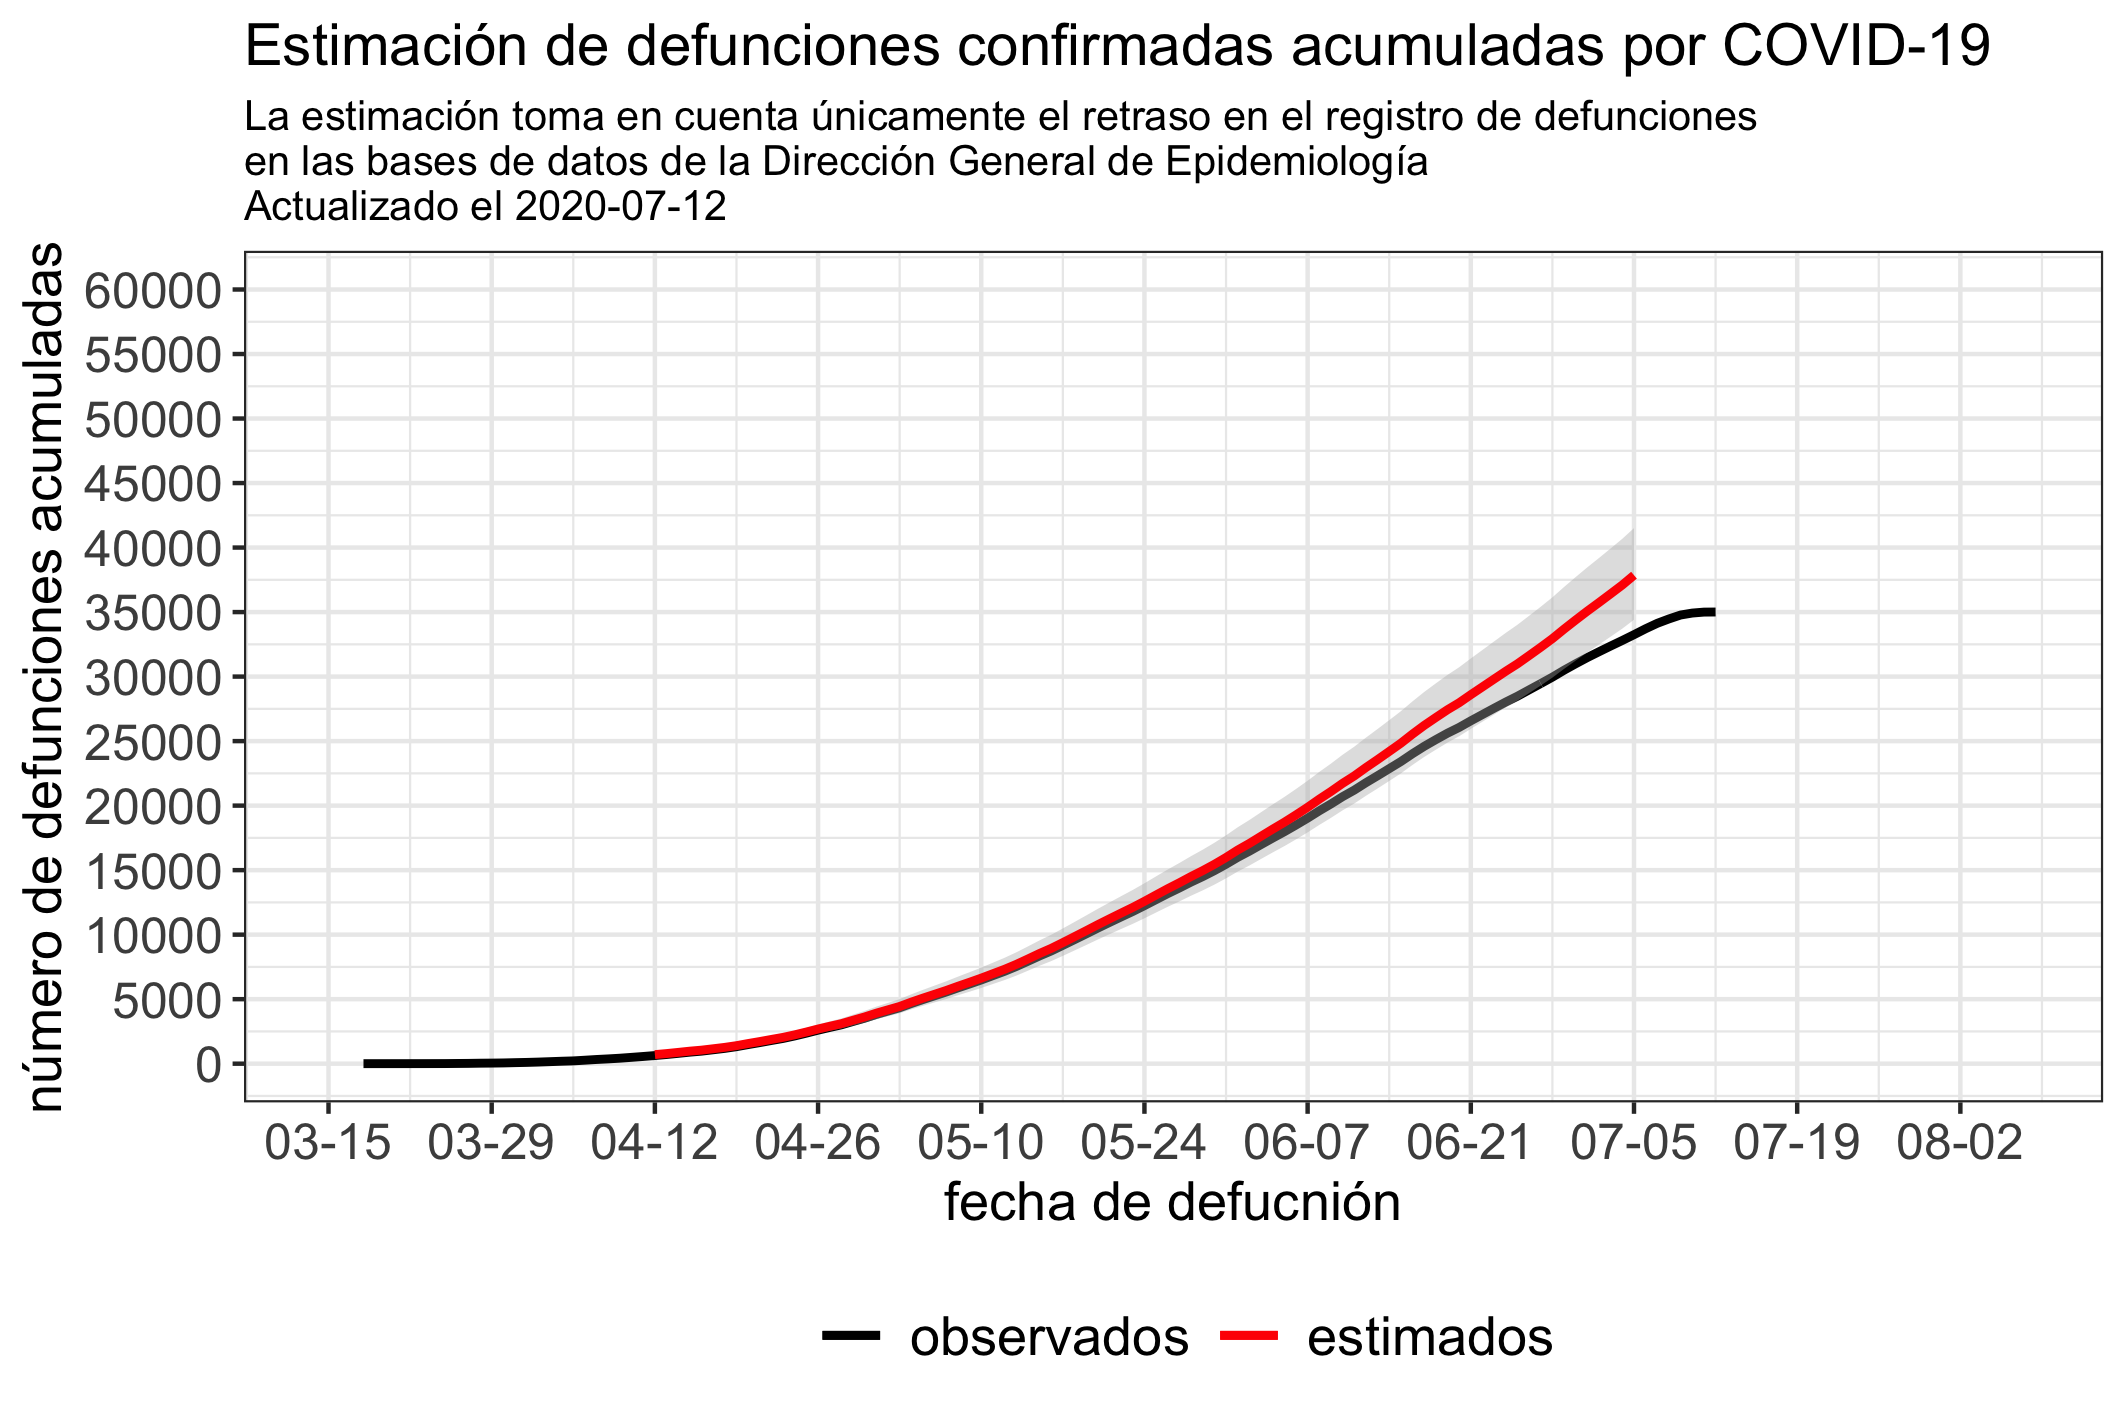 Estimación de defunciones confirmadas acumuladas por COVID-19
La estimación toma en cuenta únicamente el retraso en el registro de defunciones
en las bases de datos de la Dirección General de Epidemiología
Actualizado el 2020-07-12
número de defunciones acumuladas
60000
55000
50000
45000
40000
35000
30000
25000
20000
15000
10000
5000
0
03-15 03-29 04-12 04-26 05-10 05-24 06-07 06-21 07-05 07-19 08-02
fecha de defucnión
observados estimados